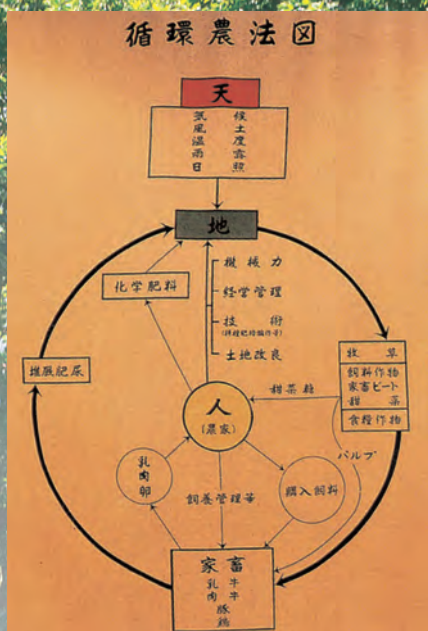 循環農法図
天
気候
風土
温度
雨露
日照
地
機械力
経営管理
技術
土地改良
化学肥料
堆厩肥尿
牧草
飼料作物
家畜ビート
甜菜
食糧作物
甜菜糖
パルプ
人
(農家)
乳肉卵
飼養管理等
購入飼料
家畜
乳牛
肉牛
豚
鶏